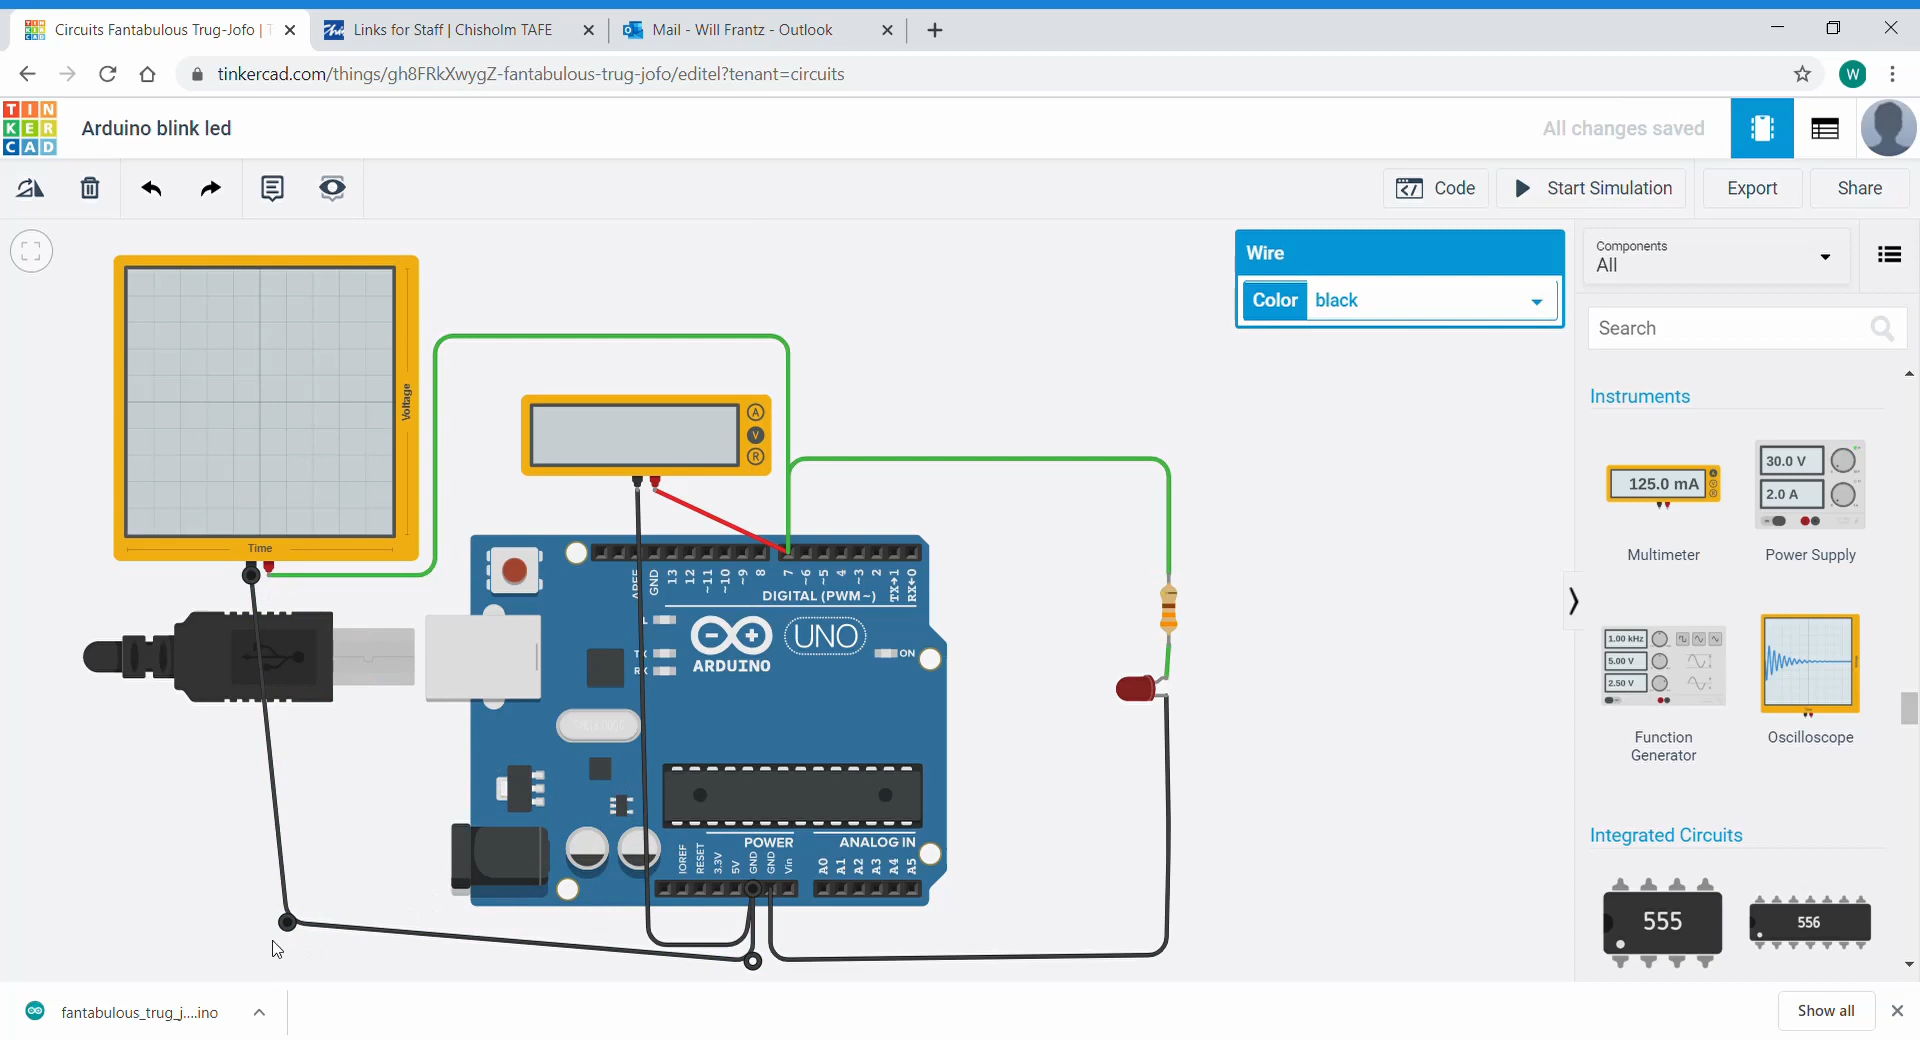 Circuits Fantabulous Trug-Jofo | T
Links for Staff | Chisholm TAFE
Mail - Will Frantz - Outlook
tinkercad.com/things/gh8FRkXwygZ-fantabulous-trug-jofo/editel?tenant=circuits
W
TIN
KER
CAD
Arduino blink led
All changes saved
Code
Start Simulation
Export
Share
Wire
Color black
Components
All
Search
Instruments
125.0 mA
Multimeter
30.0 V
2.0 A
Power Supply
1.00 kHz
5.00 V
2.50 V
Function
Generator
Oscilloscope
Integrated Circuits
555
556
Voltage
Time
A
V
R
AREF
GND
13
12
~11
~10
~9
8
7
~6
~5
4
~3
2
TX→1
RX←0
DIGITAL (PWM~)
L
TX
RX
UNO
ON
ARDUINO
POWER
ANALOG IN
IOREF
RESET
3.3V
5V
GND
GND
Vin
A0
A1
A2
A3
A4
A5
fantabulous_trug_j....ino
Show all